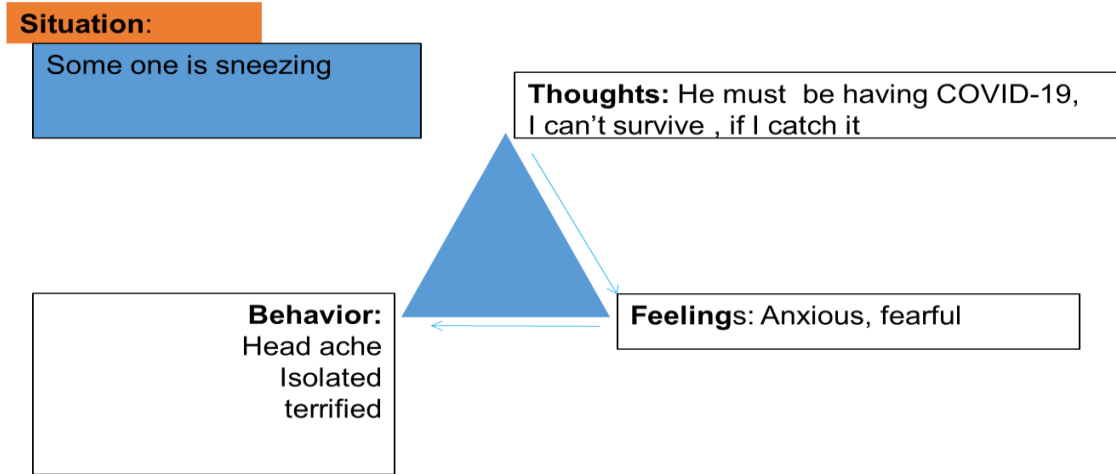 Situation:
Some one is sneezing
Thoughts: He must be having COVID-19,
I can't survive , if I catch it
Behavior:
Head ache
Isolated
terrified
Feelings: Anxious, fearful